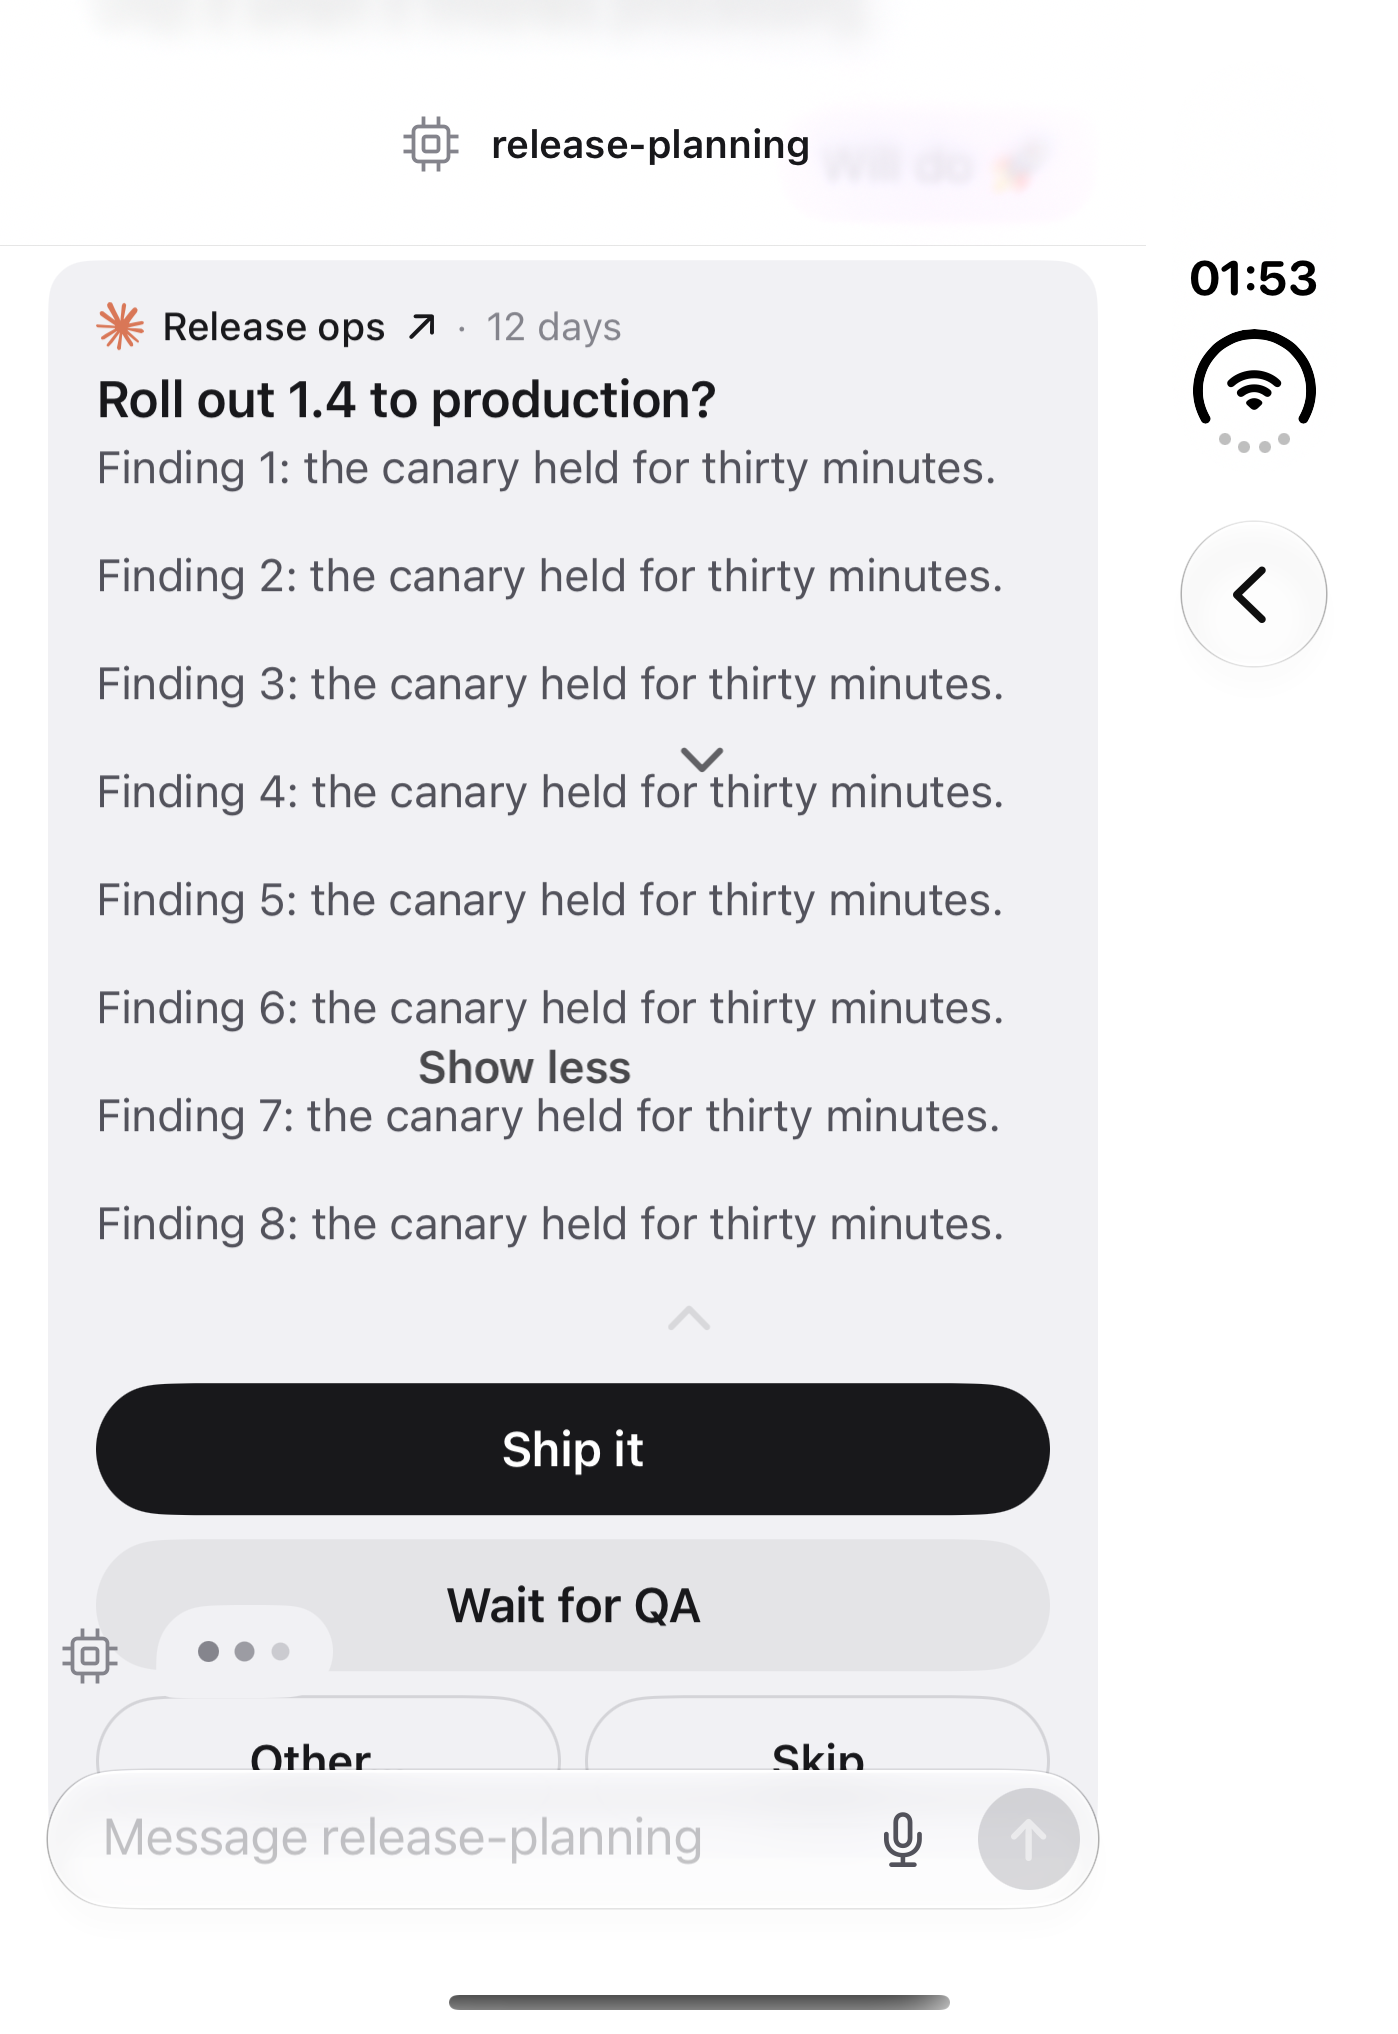 release-planning
Will do
01:53
Release ops · 12 days
Roll out 1.4 to production?
Finding 1: the canary held for thirty minutes.
Finding 2: the canary held for thirty minutes.
Finding 3: the canary held for thirty minutes.
Finding 4: the canary held for thirty minutes.
Finding 5: the canary held for thirty minutes.
Finding 6: the canary held for thirty minutes.
Show less
Finding 7: the canary held for thirty minutes.
Finding 8: the canary held for thirty minutes.
Ship it
Wait for QA
Other
Skip
Message release-planning